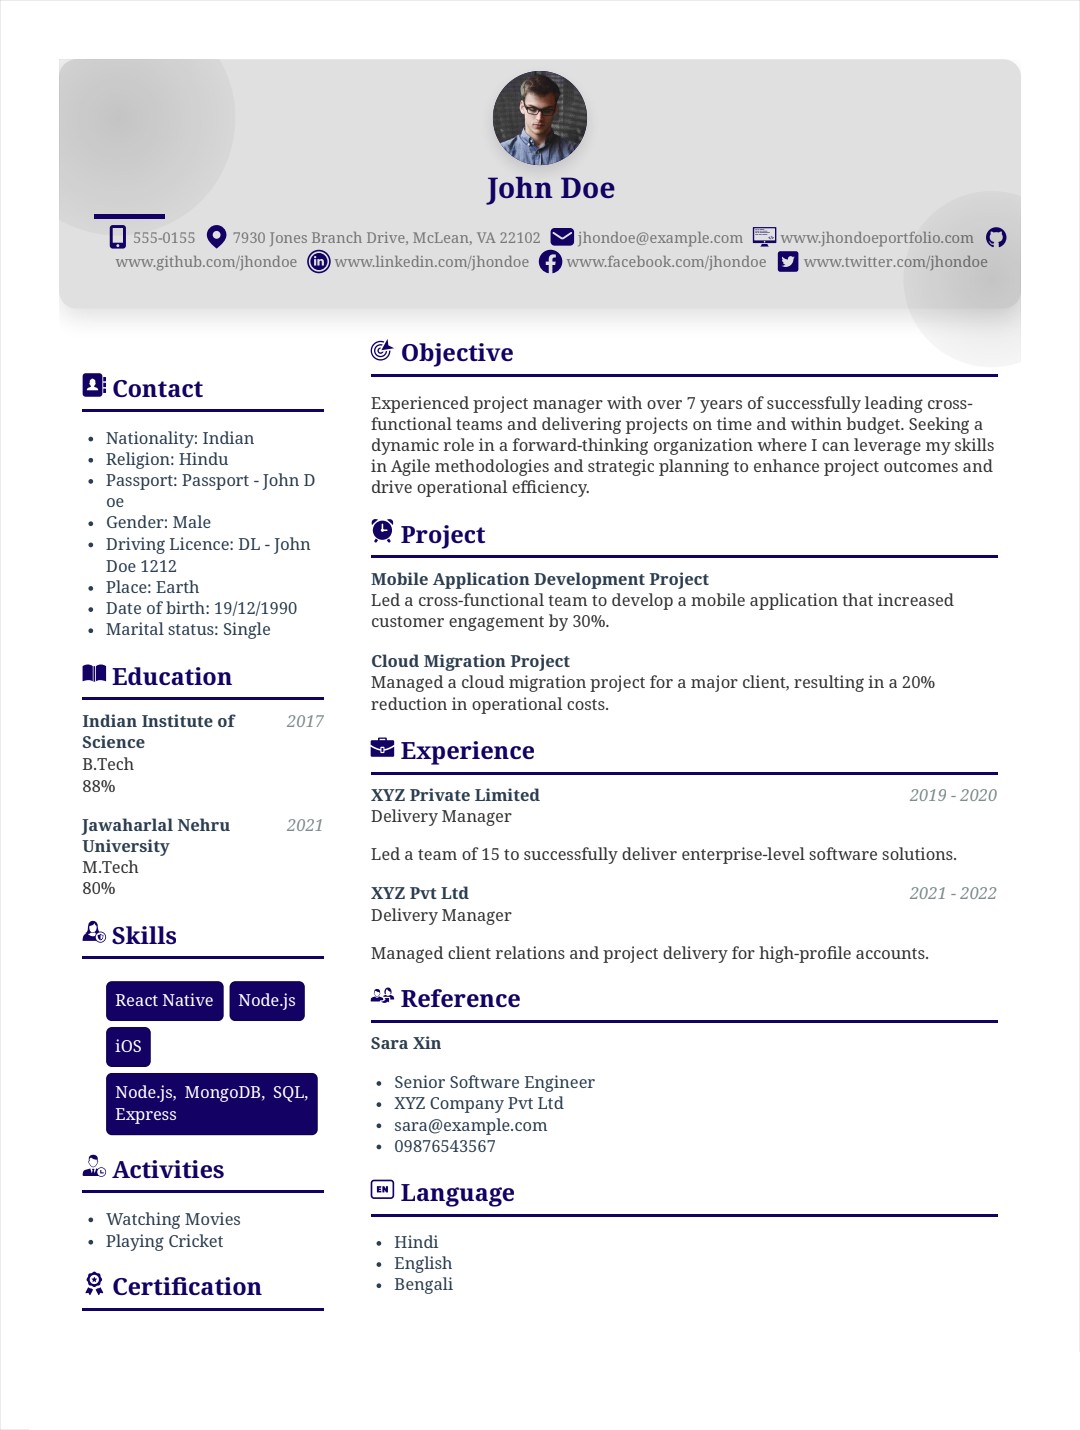 John Doe
555-0155 7930 Jones Branch Drive, McLean, VA 22102 jhondoe@example.com www.jhondoeportfolio.com
www.github.com/jhondoe www.linkedin.com/jhondoe www.facebook.com/jhondoe www.twitter.com/jhondoe
Contact
• Nationality: Indian
• Religion: Hindu
• Passport: Passport - John D
oe
• Gender: Male
• Driving Licence: DL - John
Doe 1212
• Place: Earth
• Date of birth: 19/12/1990
• Marital status: Single
Education
Indian Institute of 2017
Science
B.Tech
88%
Jawaharlal Nehru 2021
University
M.Tech
80%
Skills
React Native Node.js
iOS
Node.js, MongoDB, SQL,
Express
Activities
• Watching Movies
• Playing Cricket
Certification
Objective
Experienced project manager with over 7 years of successfully leading cross-
functional teams and delivering projects on time and within budget. Seeking a
dynamic role in a forward-thinking organization where I can leverage my skills
in Agile methodologies and strategic planning to enhance project outcomes and
drive operational efficiency.
Project
Mobile Application Development Project
Led a cross-functional team to develop a mobile application that increased
customer engagement by 30%.
Cloud Migration Project
Managed a cloud migration project for a major client, resulting in a 20%
reduction in operational costs.
Experience
XYZ Private Limited 2019 - 2020
Delivery Manager
Led a team of 15 to successfully deliver enterprise-level software solutions.
XYZ Pvt Ltd 2021 - 2022
Delivery Manager
Managed client relations and project delivery for high-profile accounts.
Reference
Sara Xin
• Senior Software Engineer
• XYZ Company Pvt Ltd
• sara@example.com
• 09876543567
EN Language
• Hindi
• English
• Bengali